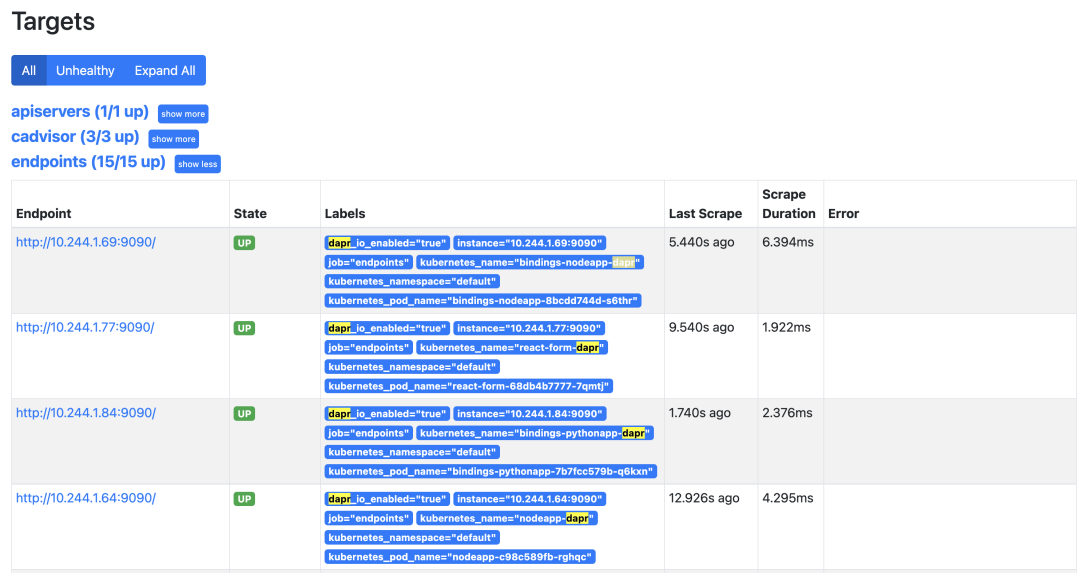 Targets
All Unhealthy Expand All
apiservers (1/1 up) show more
cadvisor (3/3 up) show more
endpoints (15/15 up) show less
Endpoint State Labels Last Scrape Scrape Duration Error
http://10.244.1.69:9090/ UP dapr_io_enabled="true" instance="10.244.1.69:9090" 5.440s ago 6.394ms
job="endpoints" kubernetes_name="bindings-nodeapp-dapr"
kubernetes_namespace="default"
kubernetes_pod_name="bindings-nodeapp-8bcdd744d-s6thr"
http://10.244.1.77:9090/ UP dapr_io_enabled="true" instance="10.244.1.77:9090" 9.540s ago 1.922ms
job="endpoints" kubernetes_name="react-form-dapr"
kubernetes_namespace="default"
kubernetes_pod_name="react-form-68db4b7777-7qmtj"
http://10.244.1.84:9090/ UP dapr_io_enabled="true" instance="10.244.1.84:9090" 1.740s ago 2.376ms
job="endpoints" kubernetes_name="bindings-pythonapp-dapr"
kubernetes_namespace="default"
kubernetes_pod_name="bindings-pythonapp-7b7fcc579b-q6kxn"
http://10.244.1.64:9090/ UP dapr_io_enabled="true" instance="10.244.1.64:9090" 12.926s ago 4.295ms
job="endpoints" kubernetes_name="nodeapp-dapr"
kubernetes_namespace="default"
kubernetes_pod_name="nodeapp-c98c589fb-rghqc"